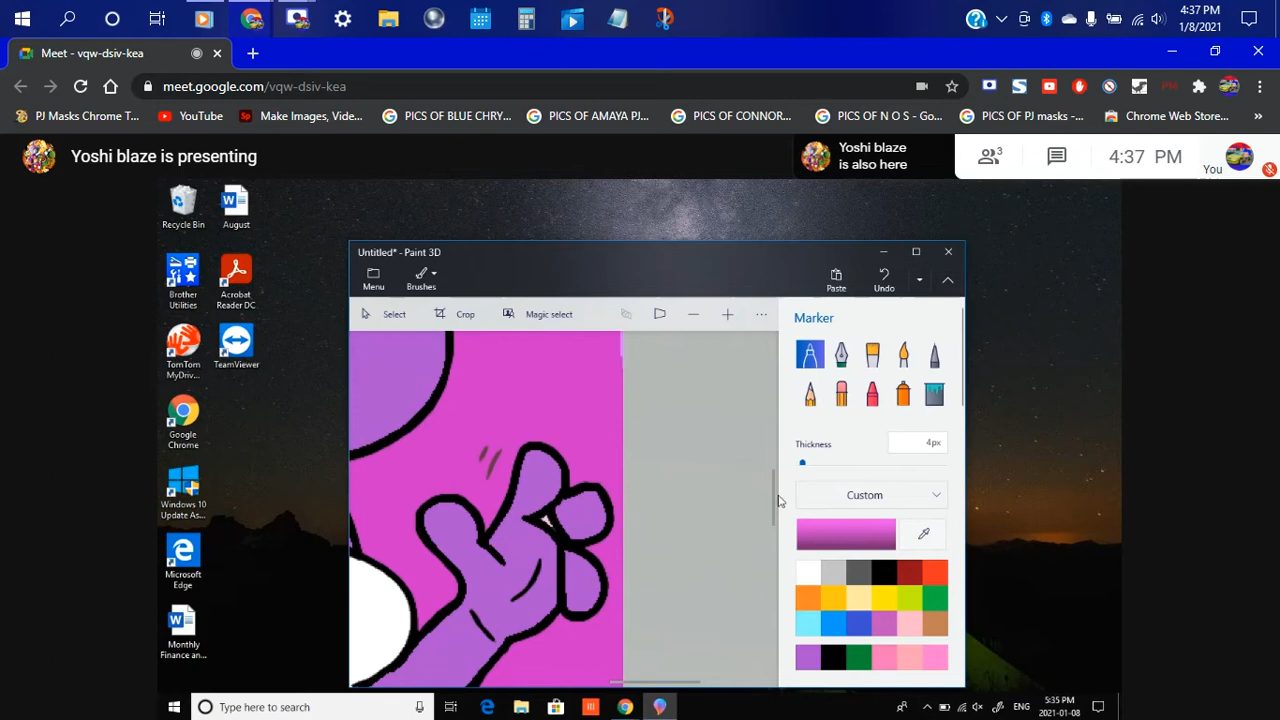 4:37 PM
1/8/2021
Meet - vqw-dsiv-kea
meet.google.com/vqw-dsiv-kea
PJ Masks Chrome T...
YouTube
Sp
Make Images, Vide...
PICS OF BLUE CHRY...
PICS OF AMAYA PJ...
PICS OF CONNOR...
PICS OF N O S - Go...
PICS OF PJ masks -...
Chrome Web Store...
Yoshi blaze is presenting
Yoshi blaze
is also here
3
4:37 PM
You
Recycle Bin
August
Brother
Utilities
Acrobat
Reader DC
TomTom
MyDriv...
TeamViewer
Google
Chrome
Windows 10
Update As...
Microsoft
Edge
Monthly
Finance an...
Untitled* - Paint 3D
Menu
Brushes
Paste
Undo
Select
Crop
Magic select
Marker
Thickness
4px
Custom
Type here to search
5:35 PM
2021-01-08